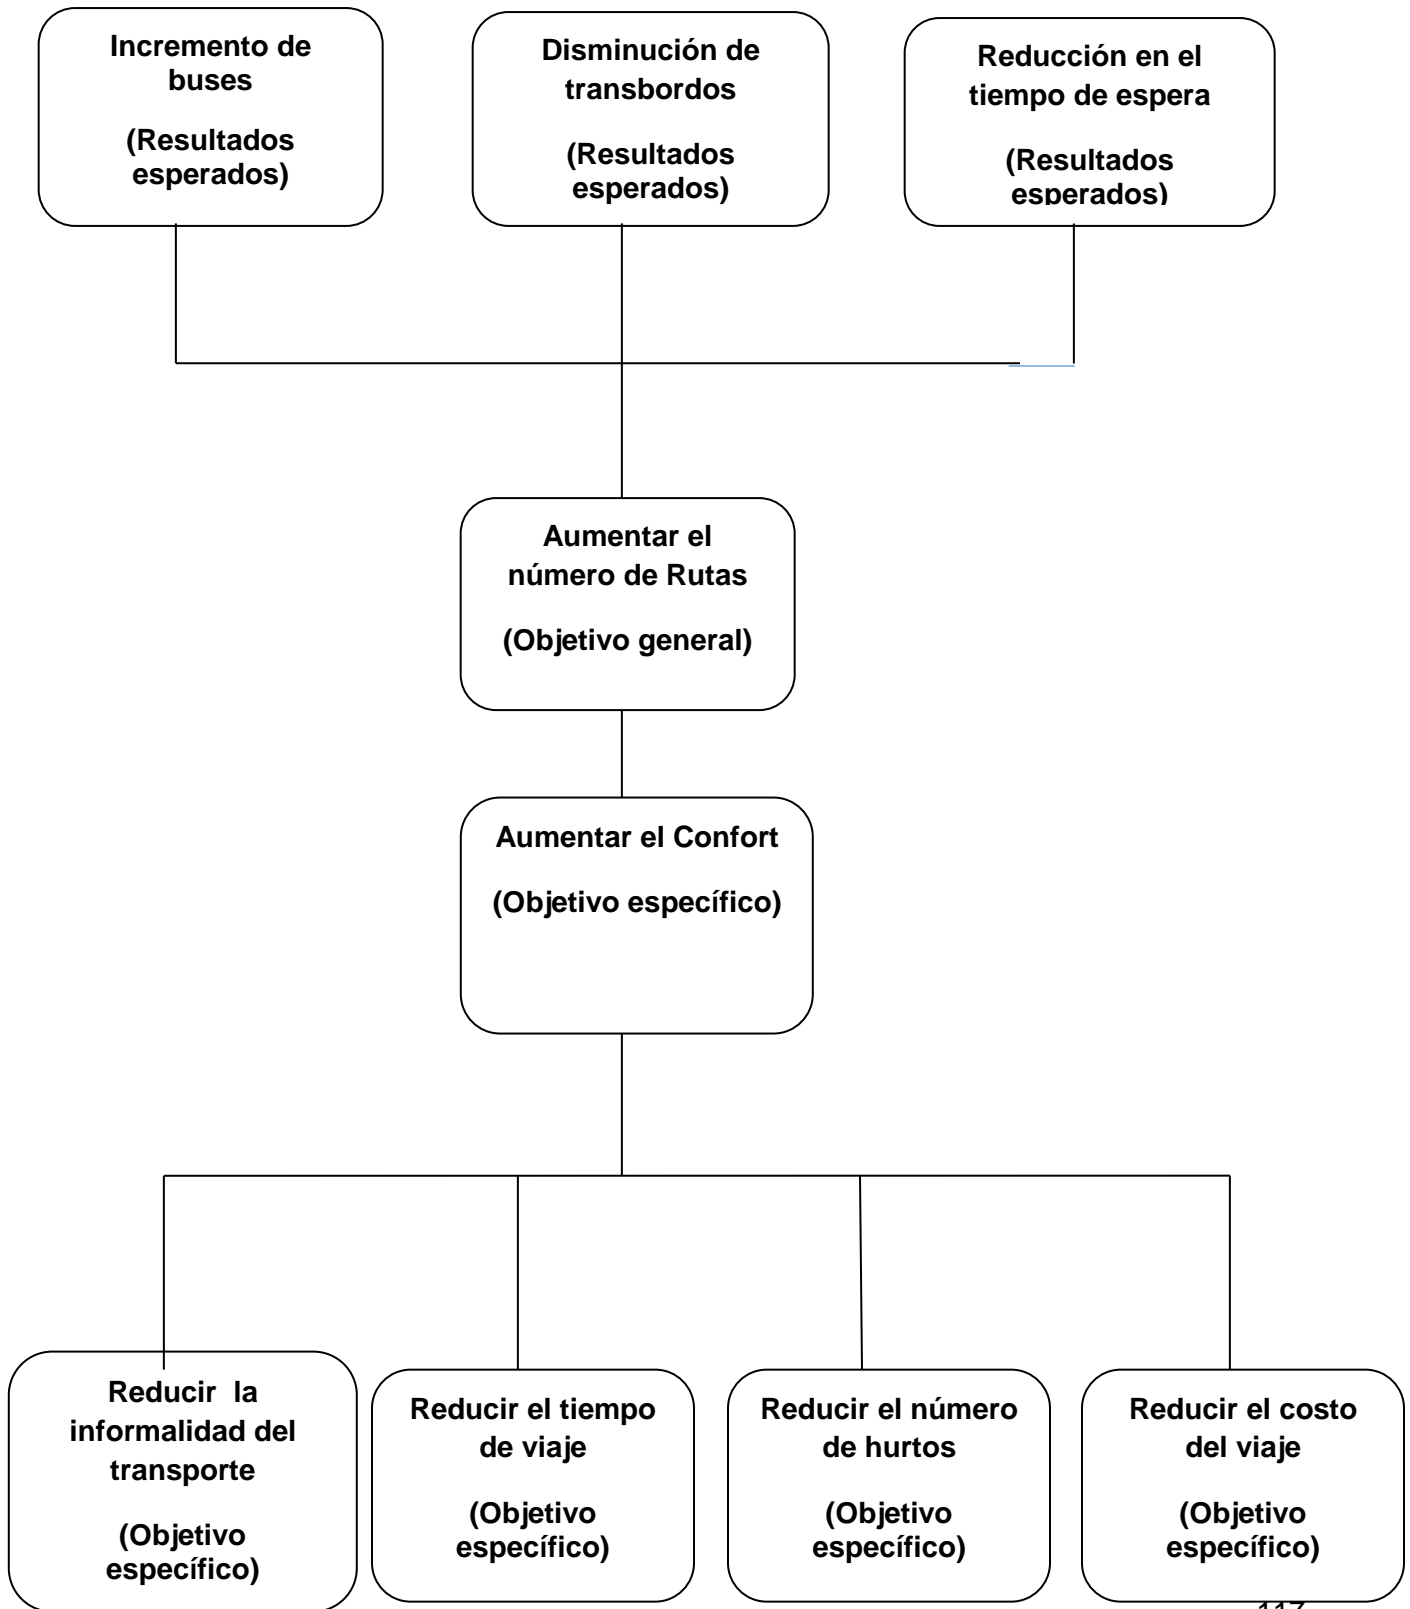 Incremento de
buses
(Resultados
esperados)
Disminución de
transbordos
(Resultados
esperados)
Reducción en el
tiempo de espera
(Resultados
esperados)
Aumentar el
número de Rutas
(Objetivo general)
Aumentar el Confort
(Objetivo específico)
Reducir  la
informalidad del
transporte
(Objetivo
específico)
Reducir el tiempo
de viaje
(Objetivo
específico)
Reducir el número
de hurtos
(Objetivo
específico)
Reducir el costo
del viaje
(Objetivo
específico)
117